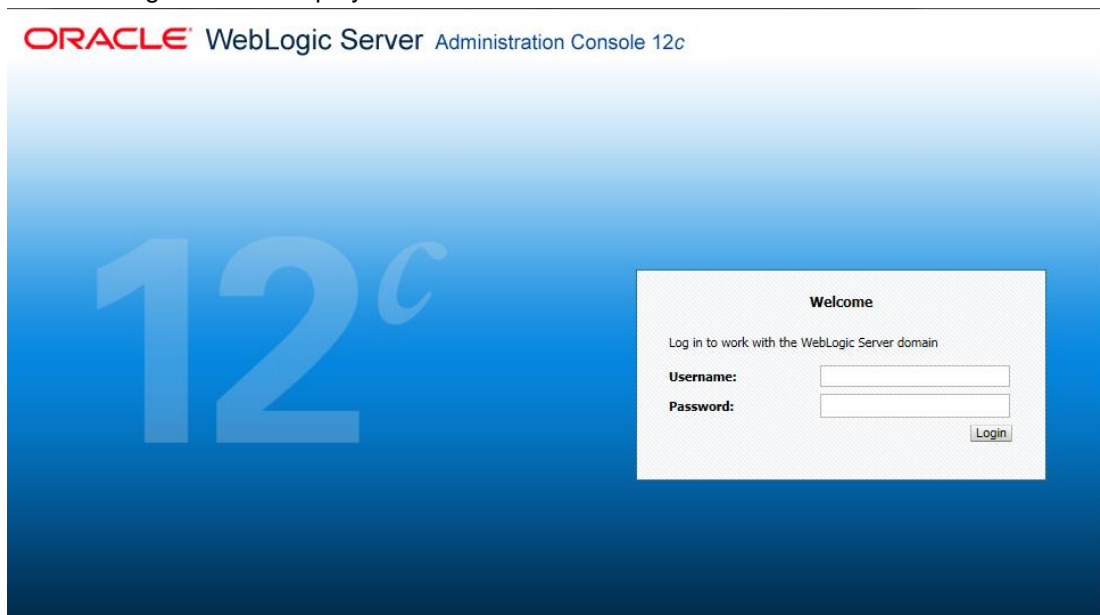 ORACLE WebLogic Server Administration Console 12c
12c
Welcome
Log in to work with the WebLogic Server domain
Username:
Password:
Login